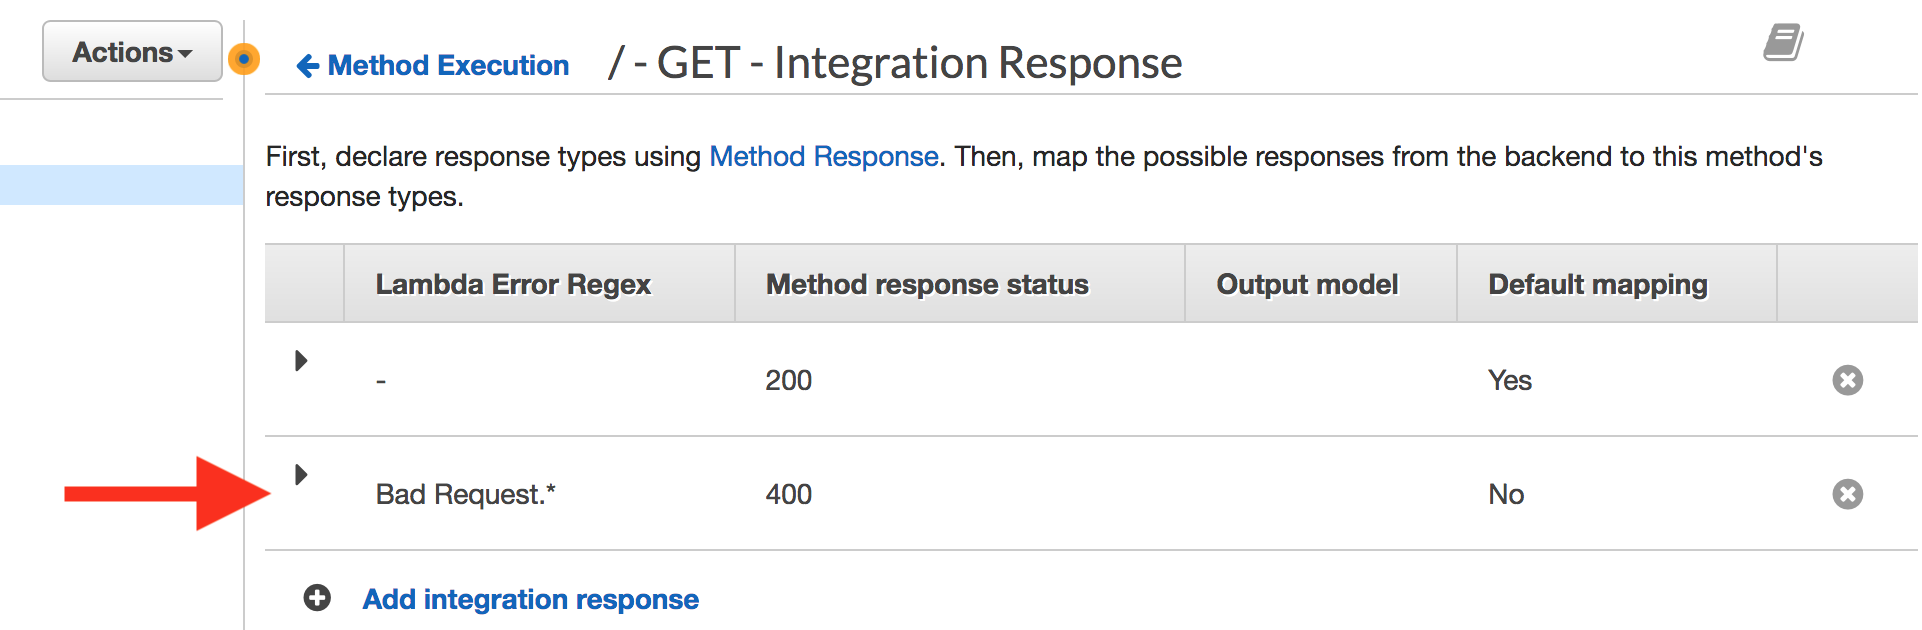 Actions
Method Execution
/ - GET - Integration Response
First, declare response types using Method Response. Then, map the possible responses from the backend to this method's
response types.
Lambda Error Regex Method response status Output model Default mapping
- 200 Yes
Bad Request.* 400 No
Add integration response